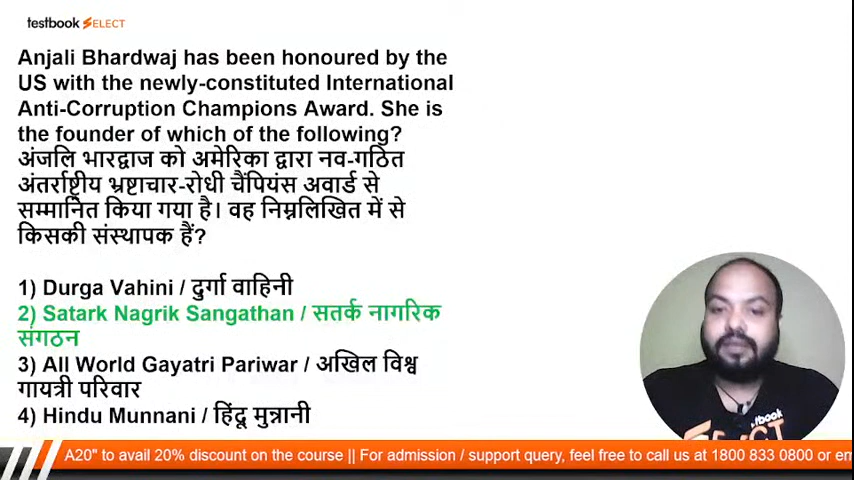 testbook SELECT
Anjali Bhardwaj has been honoured by the
US with the newly-constituted International
Anti-Corruption Champions Award. She is
the founder of which of the following?
अंजलि भारद्वाज को अमेरिका द्वारा नव-गठित
अंतर्राष्ट्रीय भ्रष्टाचार-रोधी चैंपियंस अवार्ड से
सम्मानित किया गया है। वह निम्नलिखित में से
किसकी संस्थापक हैं?
1) Durga Vahini / दुर्गा वाहिनी
2) Satark Nagrik Sangathan / सतर्क नागरिक
संगठन
3) All World Gayatri Pariwar / अखिल विश्व
गायत्री परिवार
4) Hindu Munnani / हिंदू मुन्नानी
A20" to avail 20% discount on the course || For admission / support query, feel free to call us at 1800 833 0800 or em